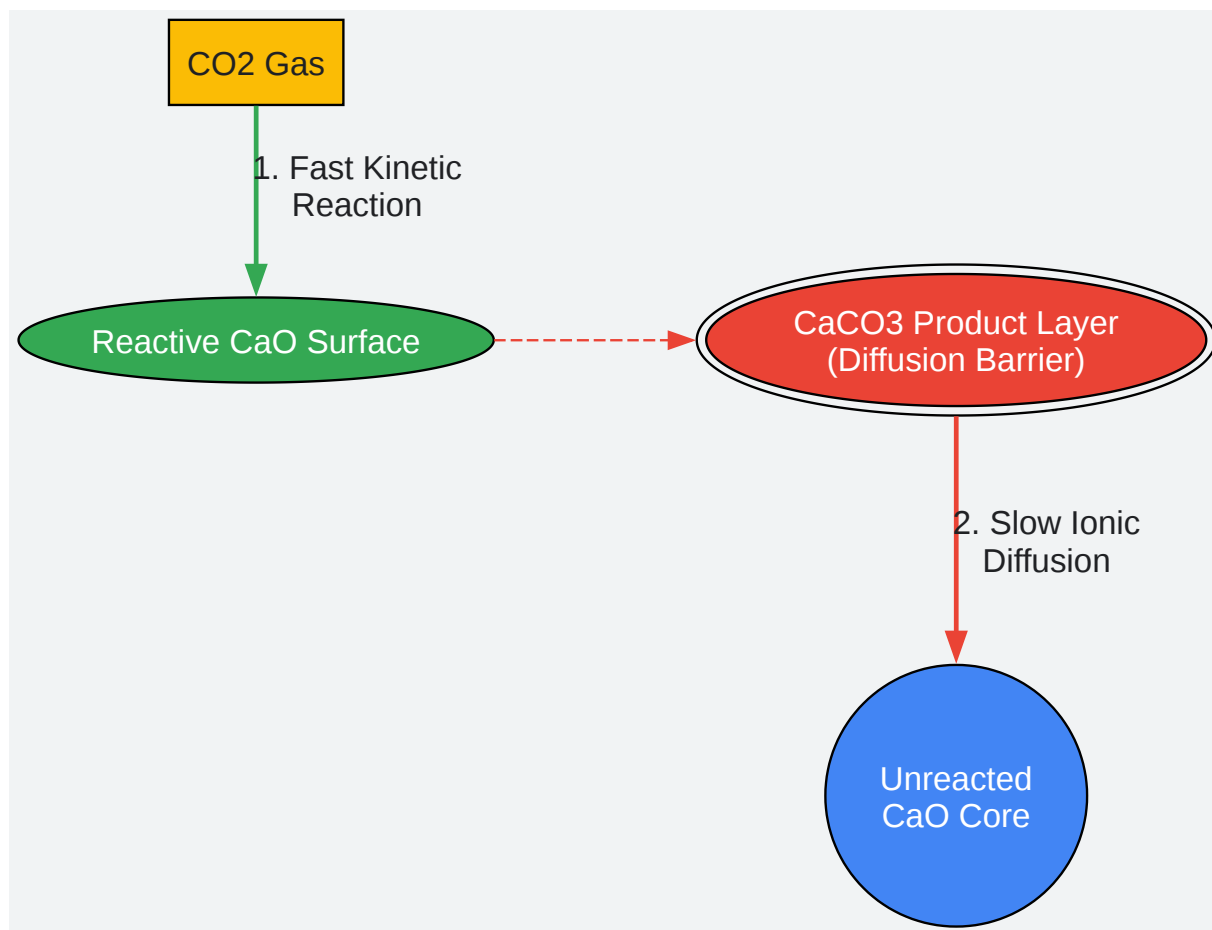 CO2 Gas
1. Fast Kinetic
Reaction
Reactive CaO Surface
CaCO3 Product Layer
(Diffusion Barrier)
2. Slow Ionic
Diffusion
Unreacted
CaO Core